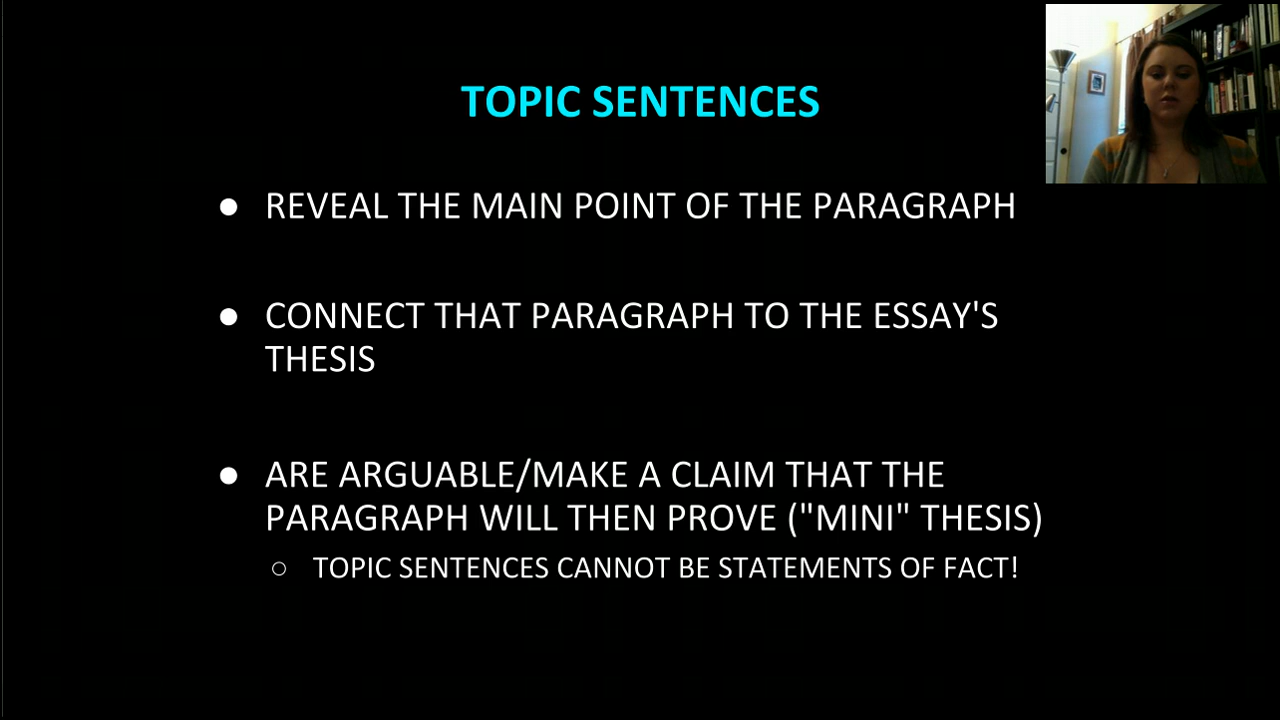 TOPIC SENTENCES
● REVEAL THE MAIN POINT OF THE PARAGRAPH
● CONNECT THAT PARAGRAPH TO THE ESSAY'S
THESIS
● ARE ARGUABLE/MAKE A CLAIM THAT THE
PARAGRAPH WILL THEN PROVE ("MINI" THESIS)
○ TOPIC SENTENCES CANNOT BE STATEMENTS OF FACT!